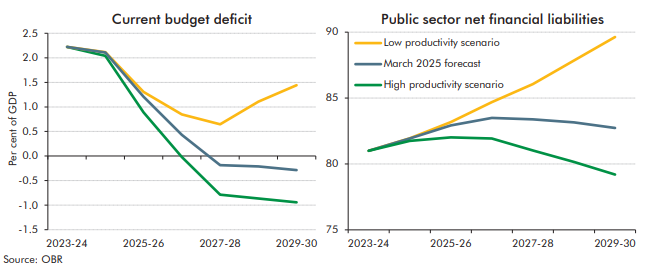 Current budget deficit
2.5
2.0
1.5
1.0
0.5
0.0
-0.5
-1.0
-1.5
Per cent of GDP
2023-24 2025-26 2027-28 2029-30
Public sector net financial liabilities
90
85
80
75
Low productivity scenario
March 2025 forecast
High productivity scenario
2023-24 2025-26 2027-28 2029-30
Source: OBR